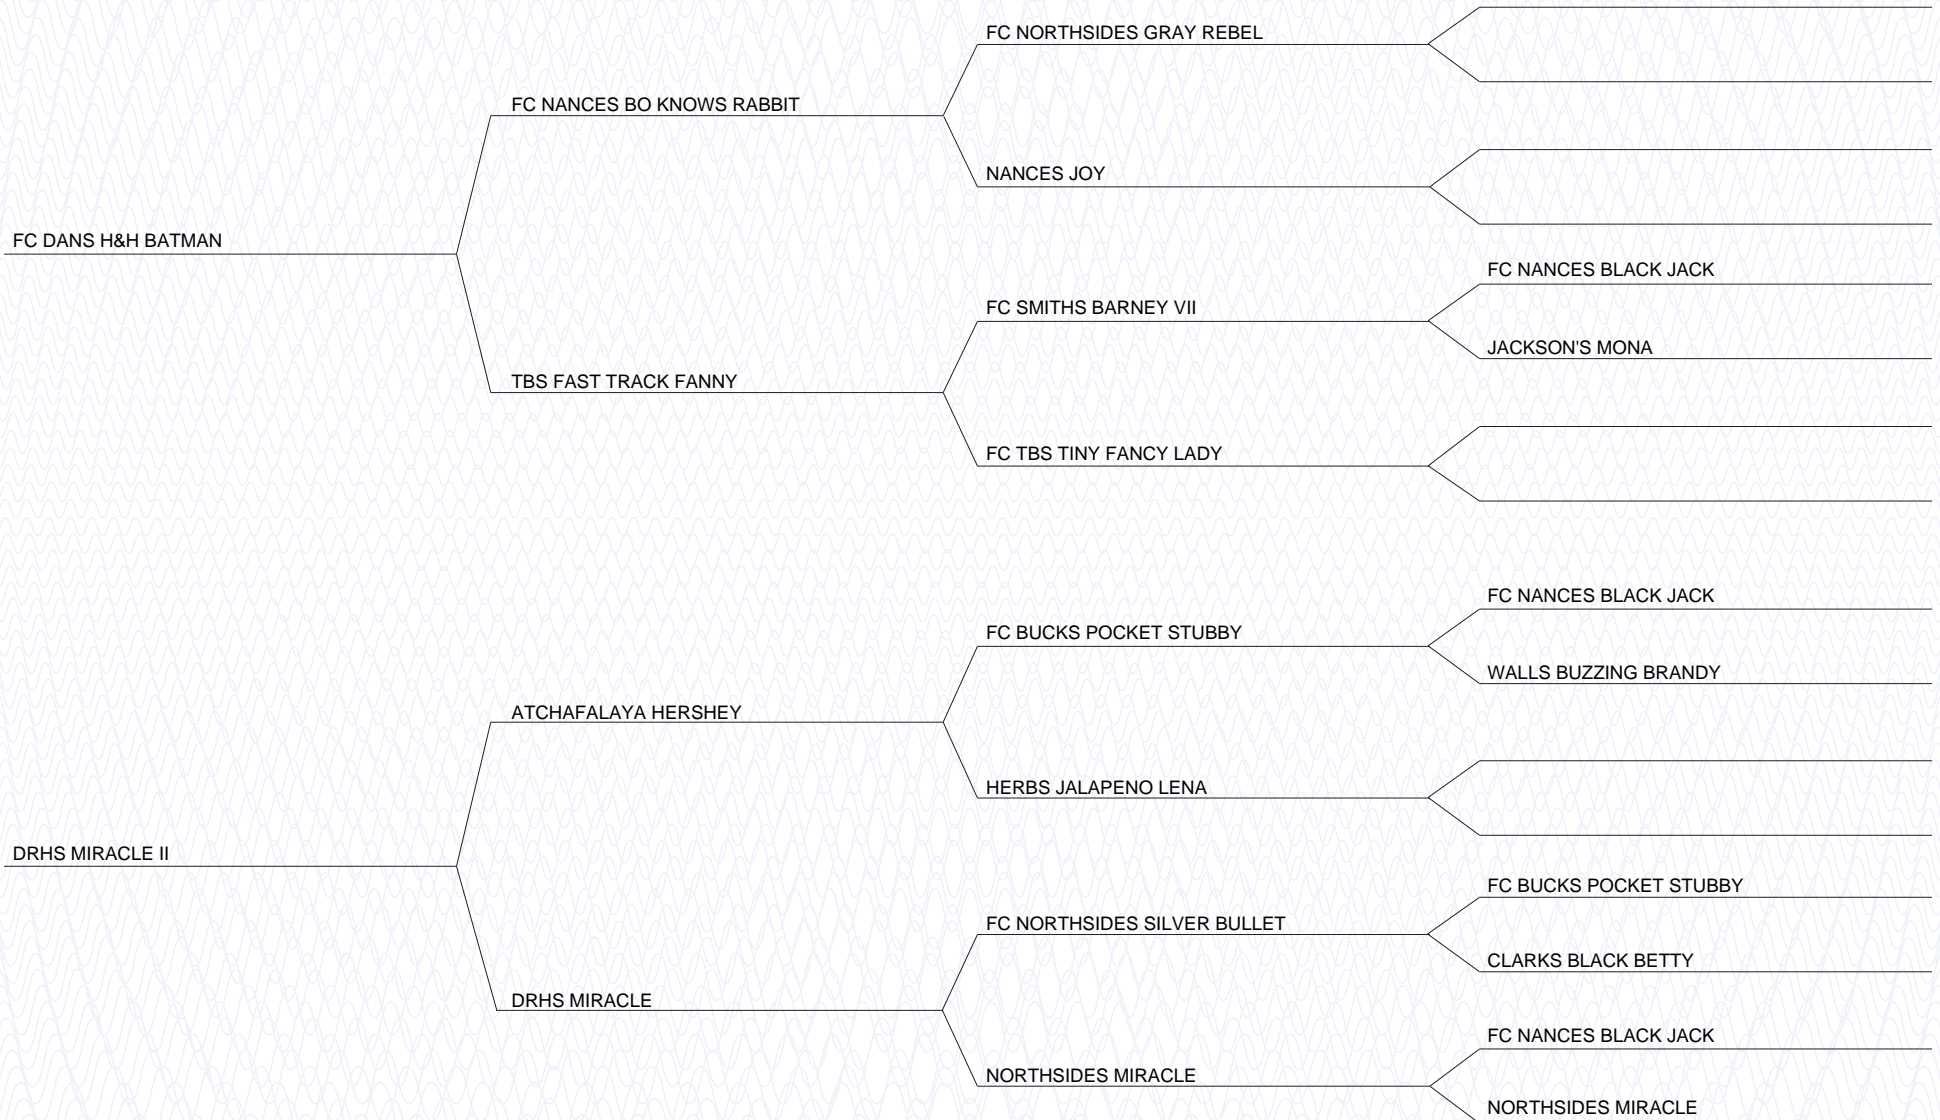 FC NORTHSIDES GRAY REBEL
FC NANCES BO KNOWS RABBIT
NANCES JOY
FC DANS H&H BATMAN
FC NANCES BLACK JACK
FC SMITHS BARNEY VII
JACKSON'S MONA
TBS FAST TRACK FANNY
FC TBS TINY FANCY LADY
FC NANCES BLACK JACK
FC BUCKS POCKET STUBBY
WALLS BUZZING BRANDY
ATCHAFALAYA HERSHEY
HERBS JALAPENO LENA
DRHS MIRACLE II
FC BUCKS POCKET STUBBY
FC NORTHSIDES SILVER BULLET
CLARKS BLACK BETTY
DRHS MIRACLE
FC NANCES BLACK JACK
NORTHSIDES MIRACLE
NORTHSIDES MIRACLE